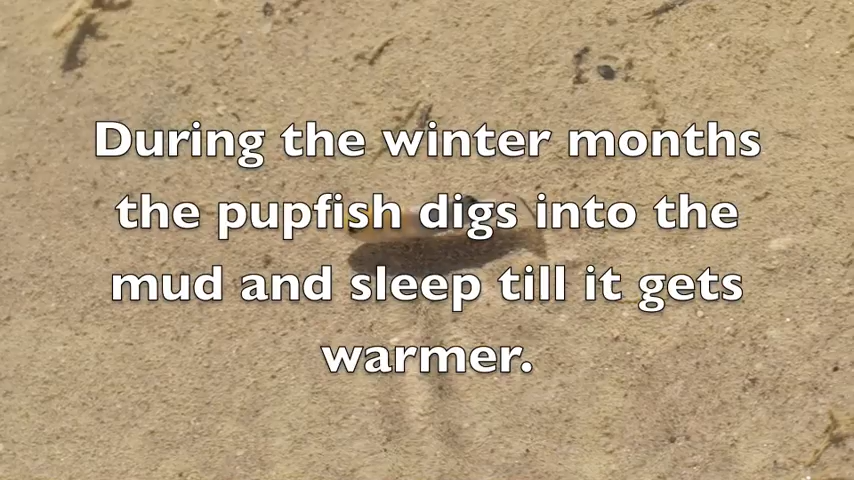 During the winter months
the pupfish digs into the
mud and sleep till it gets
warmer.